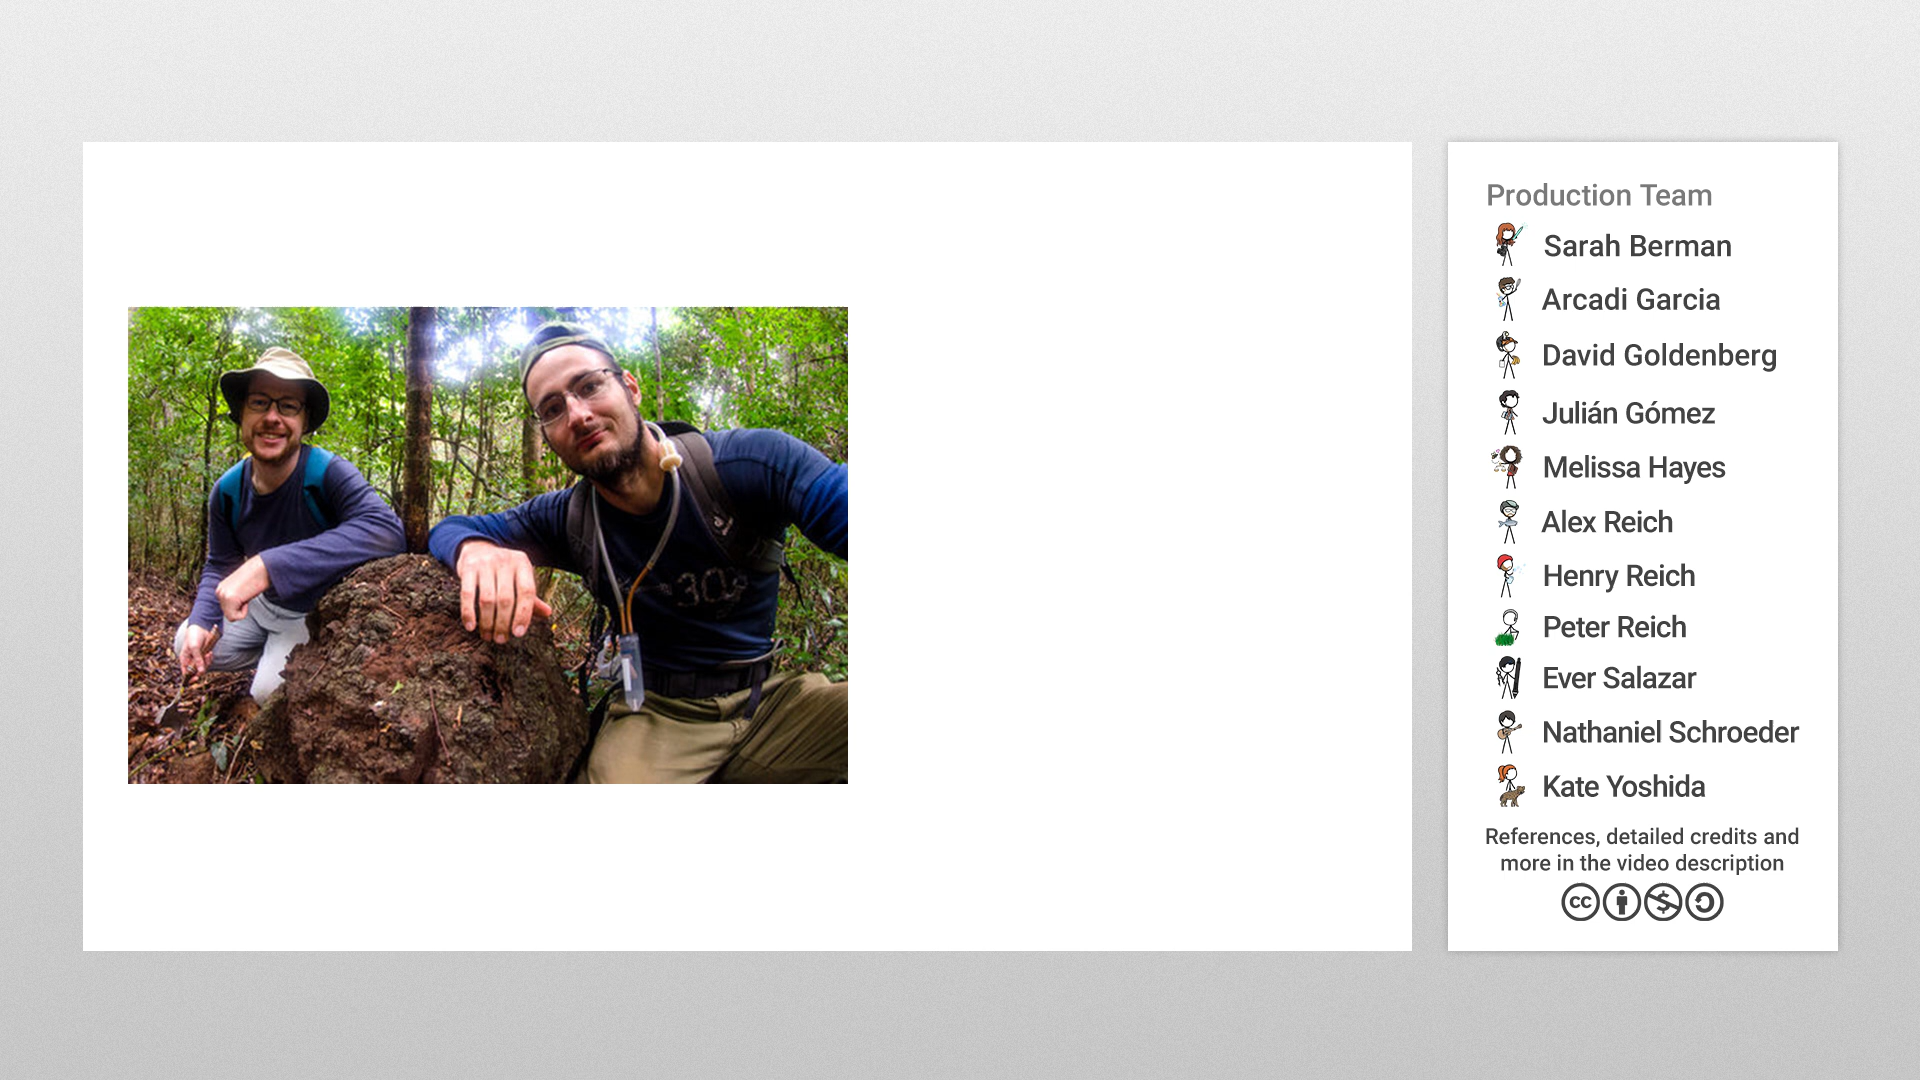 Production Team
Sarah Berman
Arcadi Garcia
David Goldenberg
Julián Gómez
Melissa Hayes
Alex Reich
Henry Reich
Peter Reich
Ever Salazar
Nathaniel Schroeder
Kate Yoshida
References, detailed credits and
more in the video description
cc